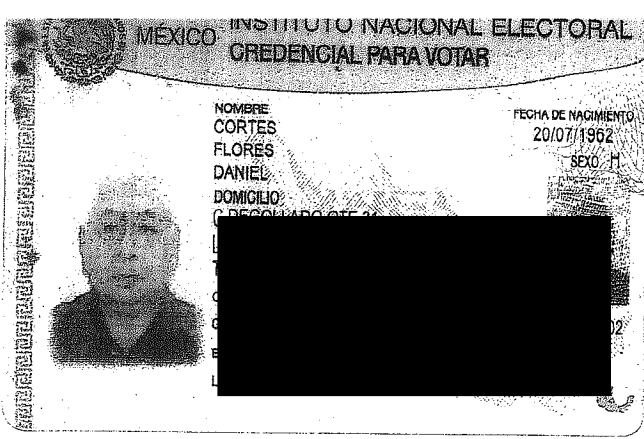 MÉXICO
INSTITUTO NACIONAL ELECTORAL
CREDENCIAL PARA VOTAR
NOMBRE
CORTES
FLORES
DANIEL
DOMICILIO
FECHA DE NACIMIENTO
20/07/1962
SEXO H
02